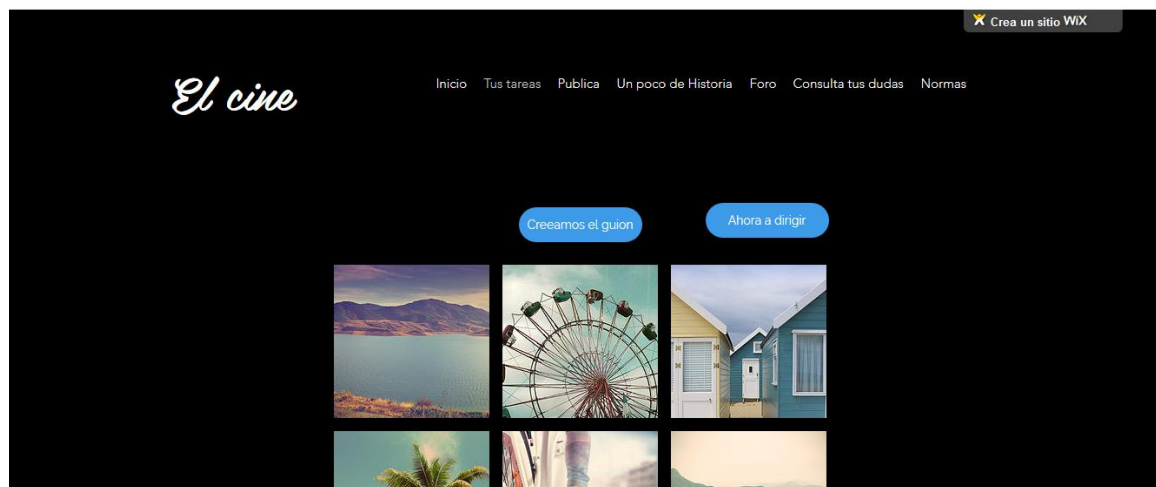 Crea un sitio WiX
El cine
Inicio Tus tareas Publica Un poco de Historia Foro Consulta tus dudas Normas
Creeamos el guion
Ahora a dirigir